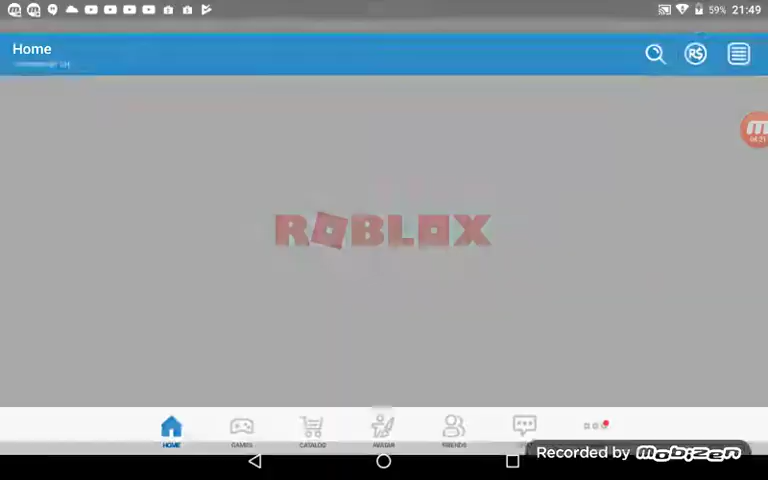 59% 21:49
Home
R$
ROBLOX
HOME GAMES CATALOG AVATAR FRIENDS
Recorded by mobizen